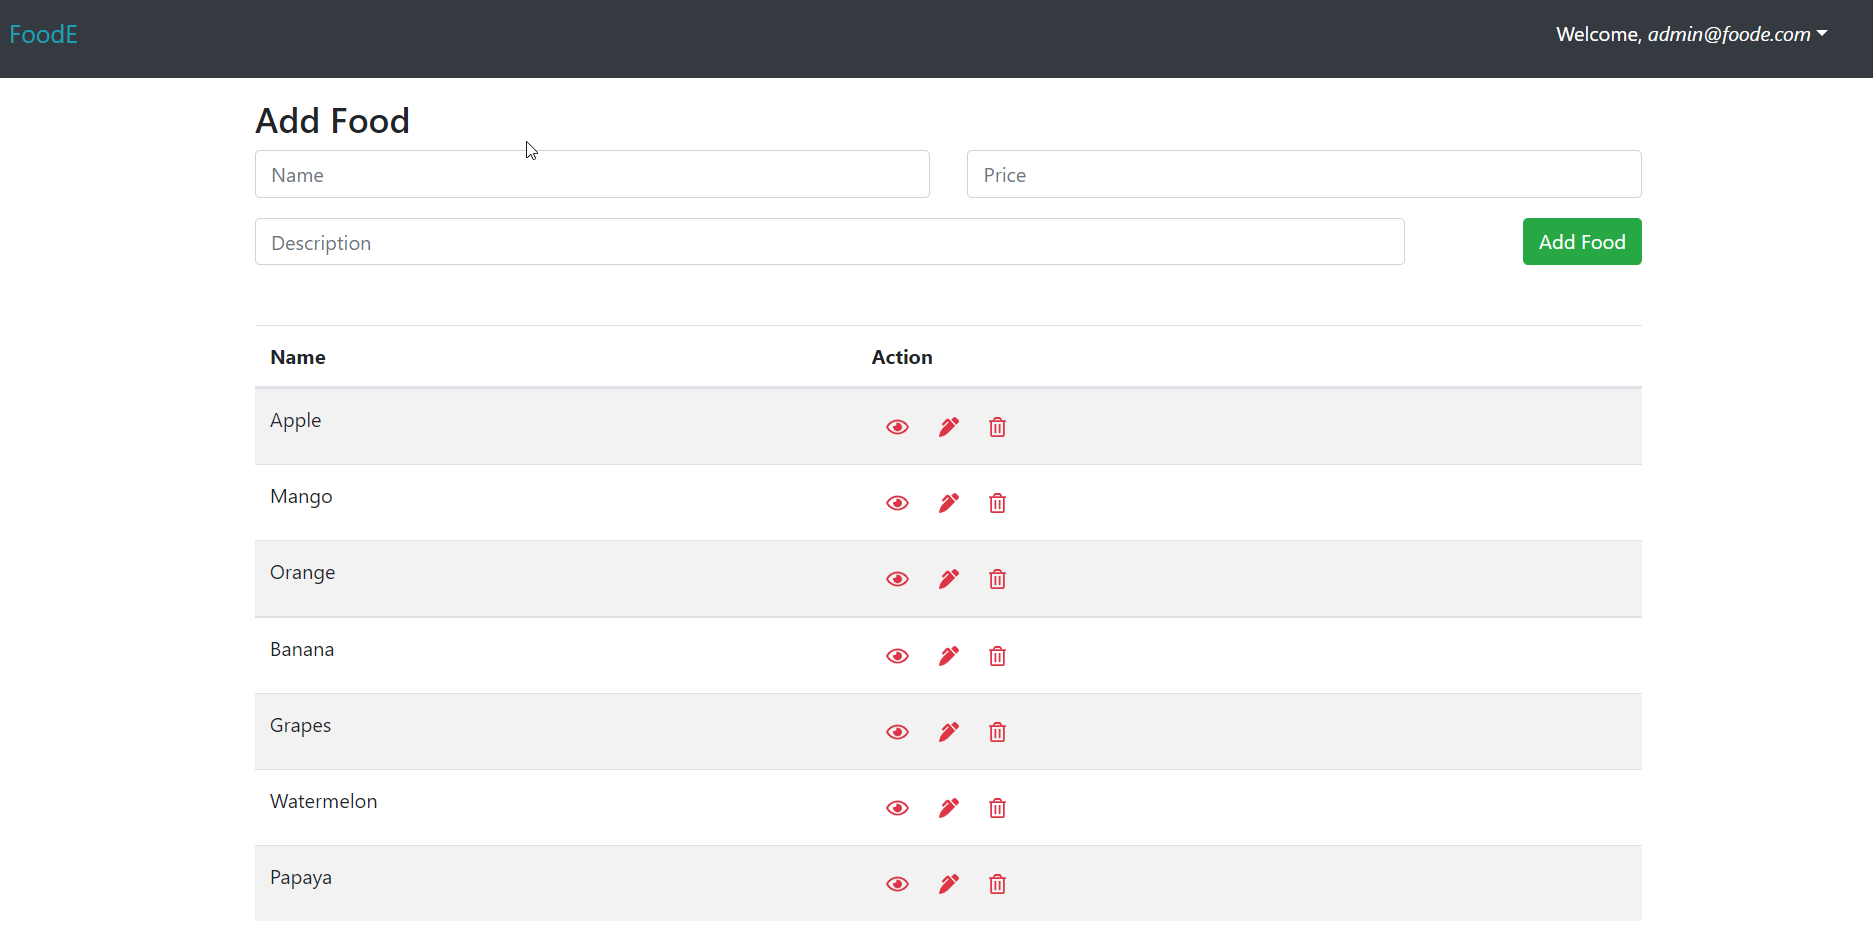 FoodE
Welcome, admin@foode.com
Add Food
Name
Price
Description
Add Food
Name
Action
Apple
Mango
Orange
Banana
Grapes
Watermelon
Papaya